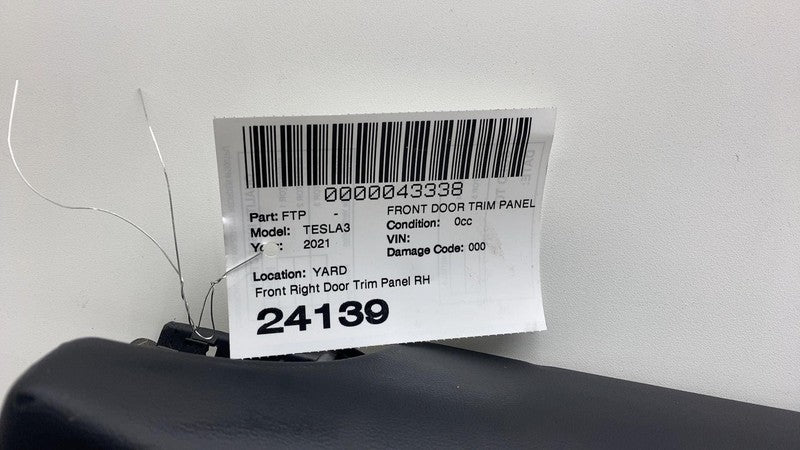 0000043338
Part: FTP - FRONT DOOR TRIM PANEL
Model: TESLA3 Condition: 0cc
Year: 2021 VIN:
Damage Code: 000
Location: YARD
Front Right Door Trim Panel RH
24139